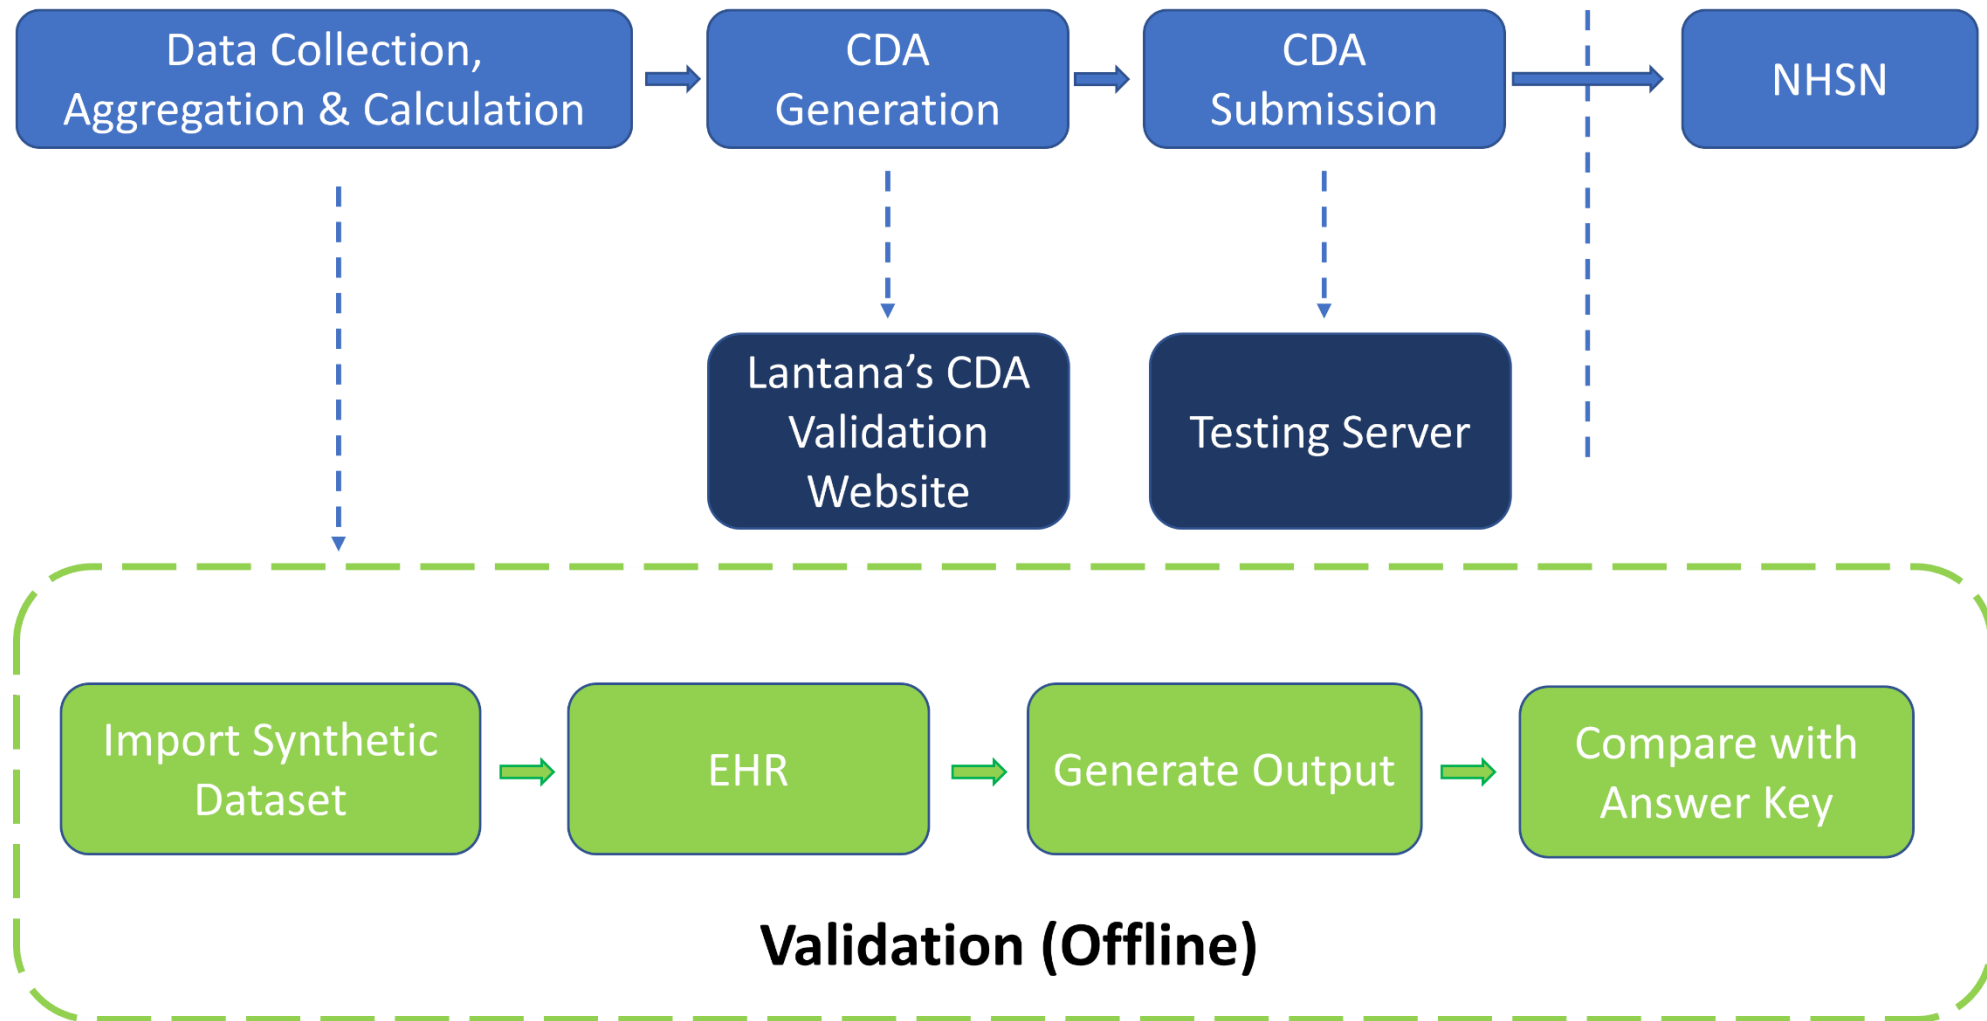 Data Collection,
Aggregation & Calculation
CDA
Generation
CDA
Submission
NHSN
Lantana’s CDA
Validation
Website
Testing Server
Import Synthetic
Dataset
EHR
Generate Output
Compare with
Answer Key
Validation (Offline)